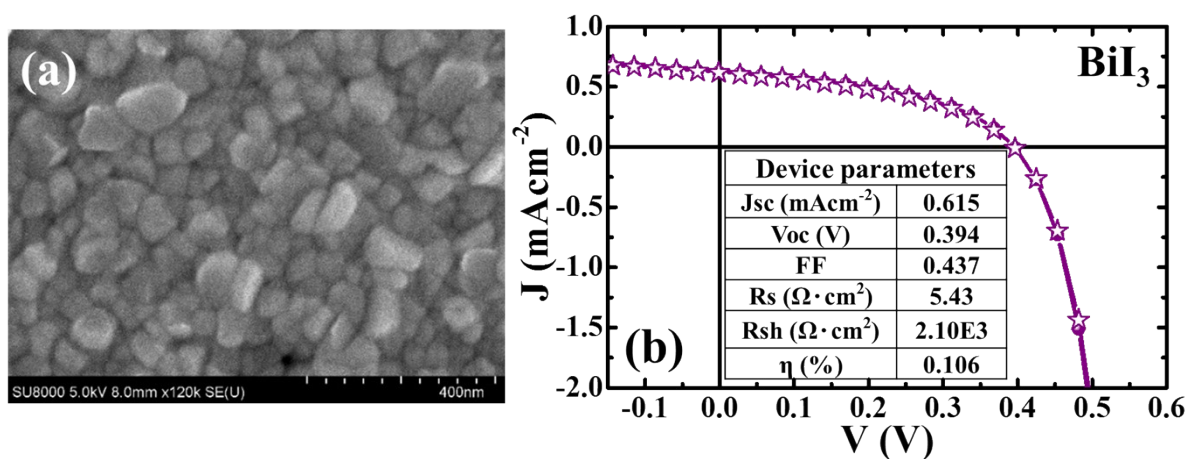 (a)
SU8000 5.0kV 8.0mm x120k SE(U)
400nm
J (mAcm⁻²)
1.0
0.5
0.0
-0.5
-1.0
-1.5
-2.0
BiI₃
Device parameters
Jsc (mAcm⁻²) 0.615
Voc (V) 0.394
FF 0.437
Rs (Ω·cm²) 5.43
Rsh (Ω·cm²) 2.10E3
η (%) 0.106
(b)
-0.1 0.0 0.1 0.2 0.3 0.4 0.5 0.6
V (V)